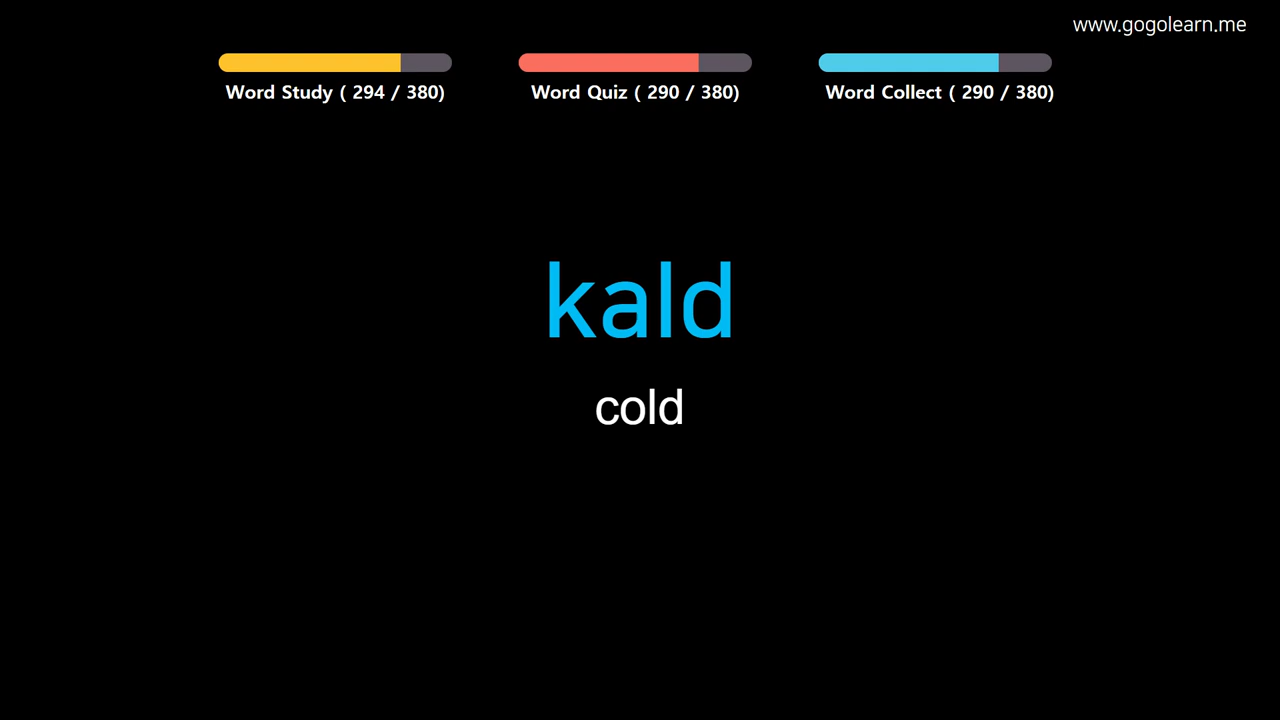 www.gogolearn.me
Word Study ( 294 / 380)
Word Quiz ( 290 / 380)
Word Collect ( 290 / 380)
kald
cold